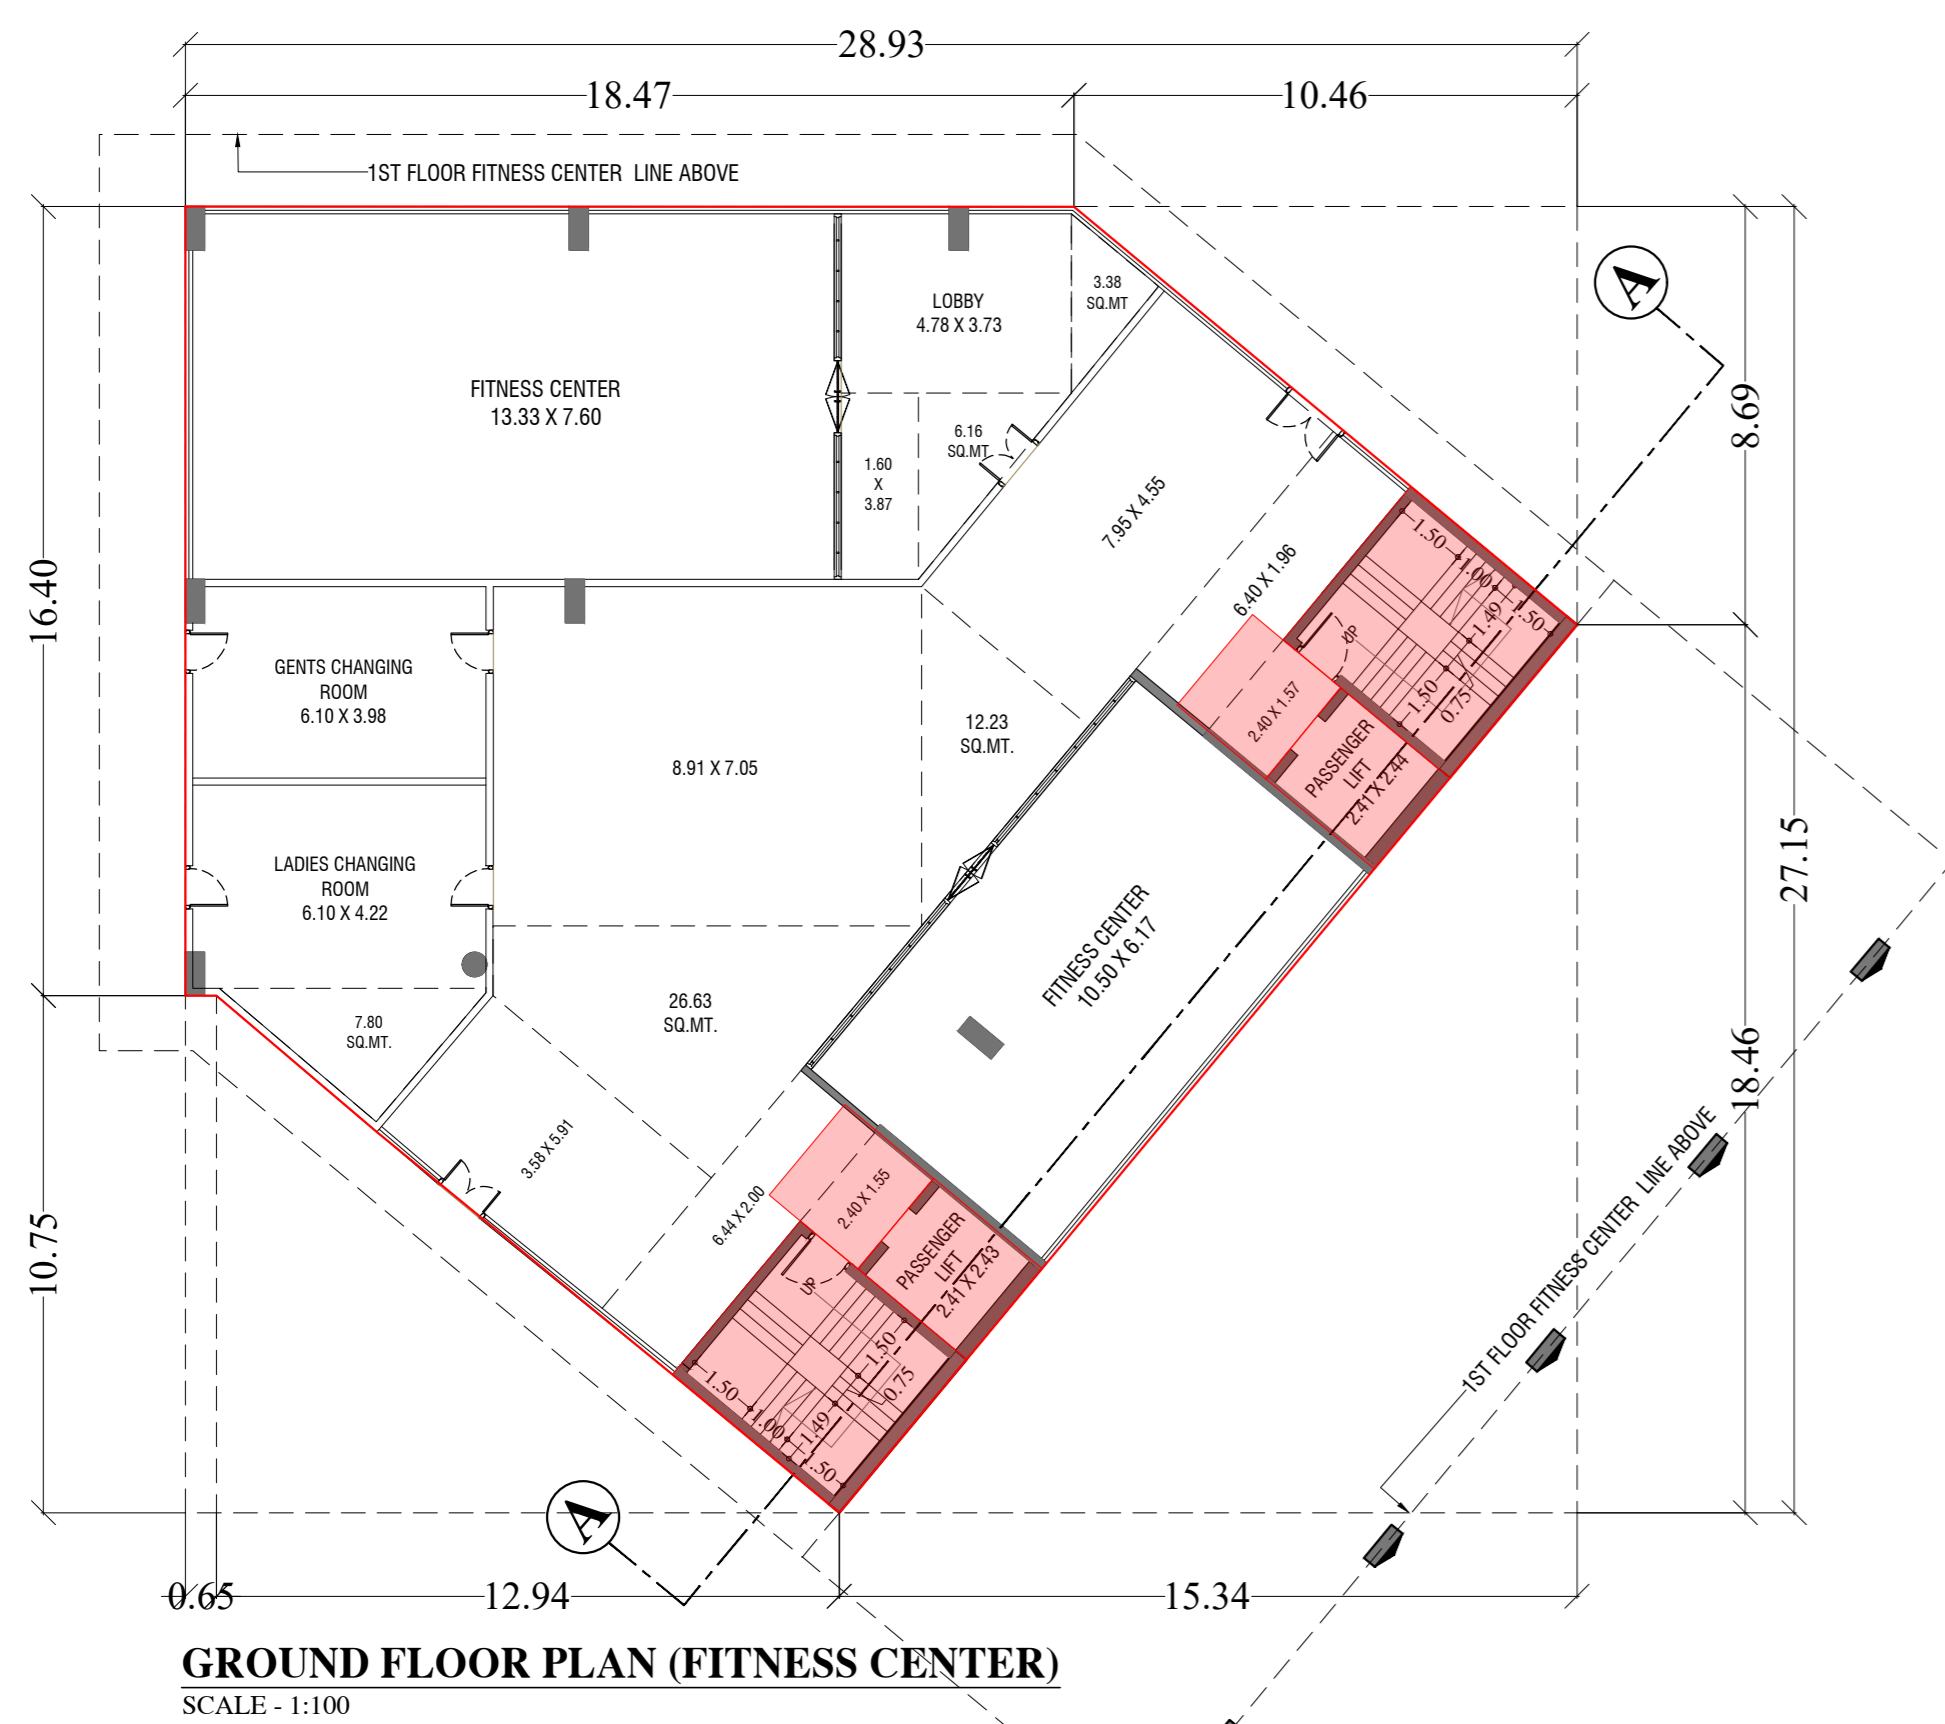 28.93
18.47
10.46
1ST FLOOR FITNESS CENTER LINE ABOVE
A
3.38
SQ.MT
LOBBY
4.78 X 3.73
FITNESS CENTER
13.33 X 7.60
8.69
6.16
SQ.MT
1.60
X
3.87
7.95 X 4.55
1.50
1.00
1.50
1.49
UP
1.50
0.75
6.40 X 1.96
16.40
GENTS CHANGING
ROOM
6.10 X 3.98
2.40 X 1.57
PASSENGER
LIFT
2.41 X 2.44
12.23
SQ.MT.
8.91 X 7.05
27.15
LADIES CHANGING
ROOM
6.10 X 4.22
FITNESS CENTER
10.50 X 6.17
26.63
SQ.MT.
7.80
SQ.MT.
18.46
3.58 X 5.91
1ST FLOOR FITNESS CENTER LINE ABOVE
6.44 X 2.00
2.40 X 1.55
PASSENGER
LIFT
2.41 X 2.43
10.75
UP
1.50
0.75
1.50
1.00
1.49
1.50
A
0.65
12.94
15.34
GROUND FLOOR PLAN (FITNESS CENTER)
SCALE - 1:100